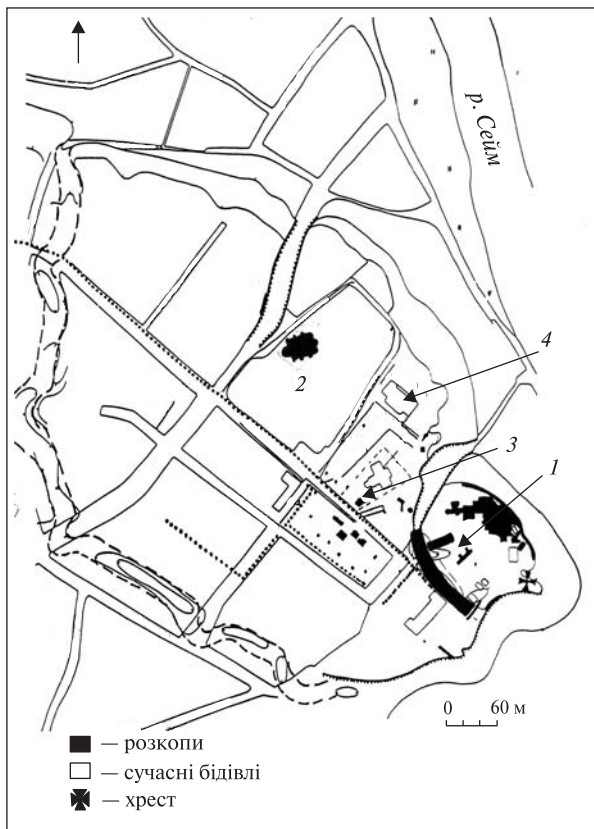 р. Сейм
4
2
3
1
0 60 м
— розкопи
— сучасні бідівлі
— хрест